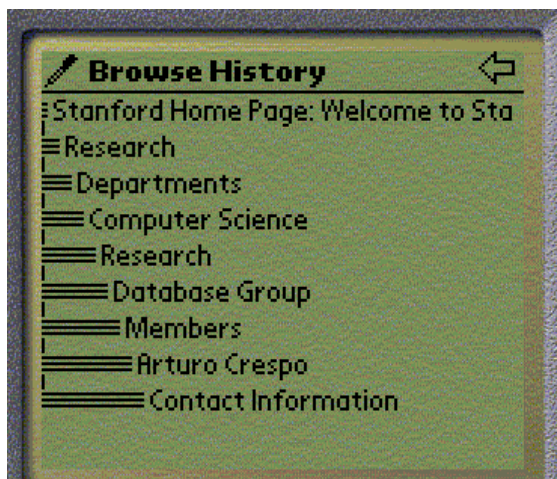 Browse History
Stanford Home Page: Welcome to Sta
Research
Departments
Computer Science
Research
Database Group
Members
Arturo Crespo
Contact Information